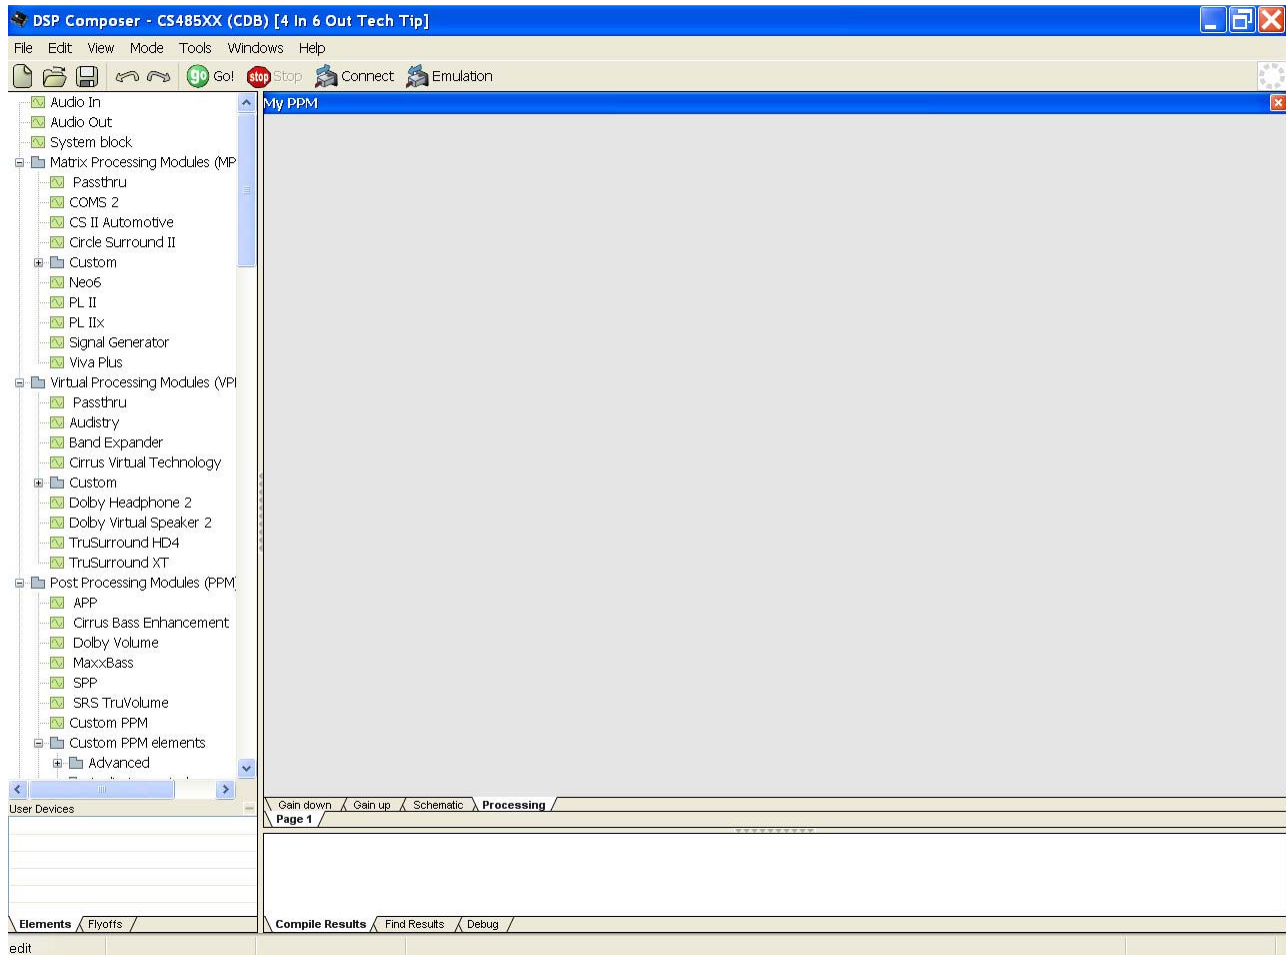 DSP Composer - CS485XX (CDB) [4 In 6 Out Tech Tip]
File Edit View Mode Tools Windows Help
go Go! stop Stop Connect Emulation
Audio In
Audio Out
System block
Matrix Processing Modules (MP
Passthru
COMS 2
CS II Automotive
Circle Surround II
Custom
Neo6
PL II
PL IIx
Signal Generator
Viva Plus
Virtual Processing Modules (VPI
Passthru
Audistry
Band Expander
Cirrus Virtual Technology
Custom
Dolby Headphone 2
Dolby Virtual Speaker 2
TruSurround HD4
TruSurround XT
Post Processing Modules (PPM)
APP
Cirrus Bass Enhancement
Dolby Volume
MaxxBass
SPP
SRS TruVolume
Custom PPM
Custom PPM elements
Advanced
User Devices
Elements Flyoffs
My PPM
Gain down Gain up Schematic Processing
Page 1
Compile Results Find Results Debug
edit